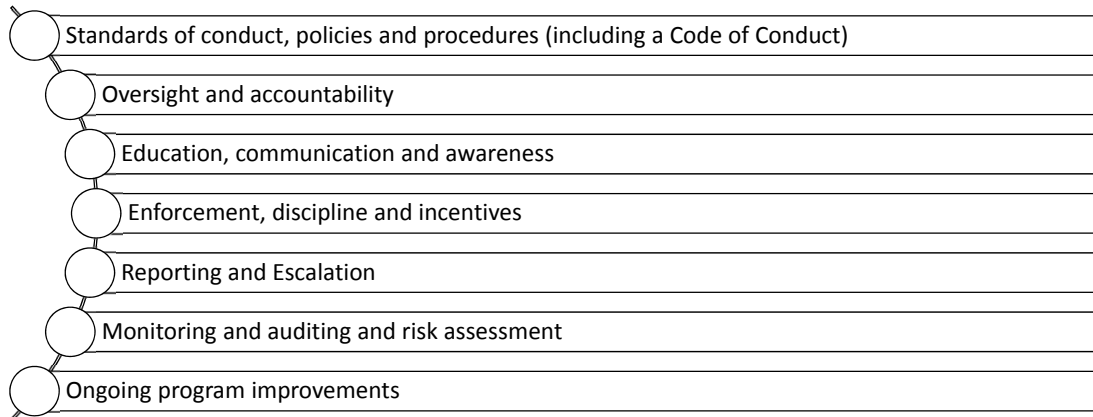 Standards of conduct, policies and procedures (including a Code of Conduct)
Oversight and accountability
Education, communication and awareness
Enforcement, discipline and incentives
Reporting and Escalation
Monitoring and auditing and risk assessment
Ongoing program improvements